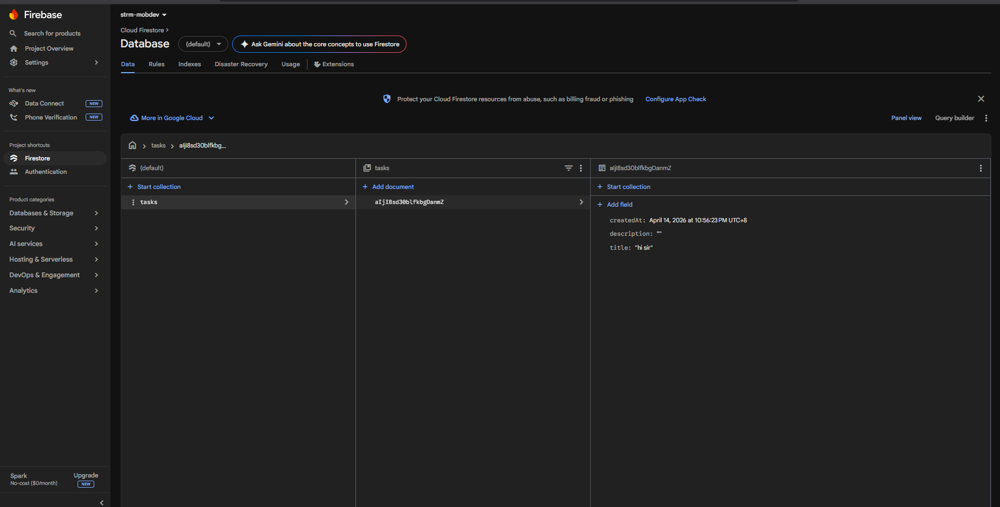 Firebase
Search for products
Project Overview
Settings
What's new
Data Connect NEW
Phone Verification NEW
Project shortcuts
Firestore
Authentication
Product categories
Databases & Storage
Security
AI services
Hosting & Serverless
DevOps & Engagement
Analytics
Spark
No-cost ($0/month)
Upgrade
NEW
strm-mobdev
Cloud Firestore
Database (default) Ask Gemini about the core concepts to use Firestore
Data Rules Indexes Disaster Recovery Usage Extensions
Protect your Cloud Firestore resources from abuse, such as billing fraud or phishing Configure App Check
More in Google Cloud Panel view Query builder
tasks aIjI8sd30blfkbg...
(default)
Start collection
tasks
tasks
Add document
aIjI8sd30blfkbgDanmZ
aIjI8sd30blfkbgDanmZ
Start collection
Add field
createdAt: April 14, 2026 at 10:56:23 PM UTC+8
description: ""
title: "hi sir"